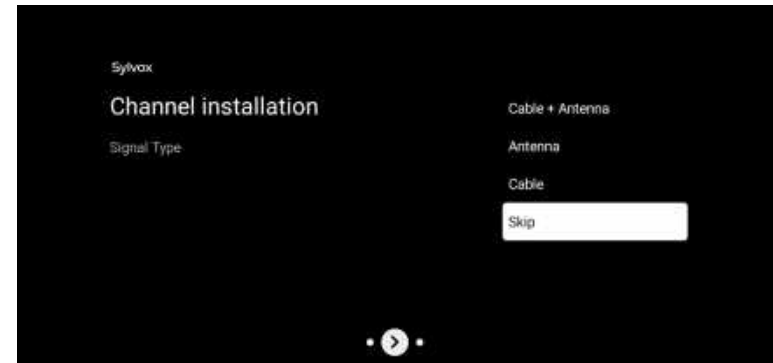 Sylvox
Channel installation
Signal Type
Cable + Antenna
Antenna
Cable
Skip